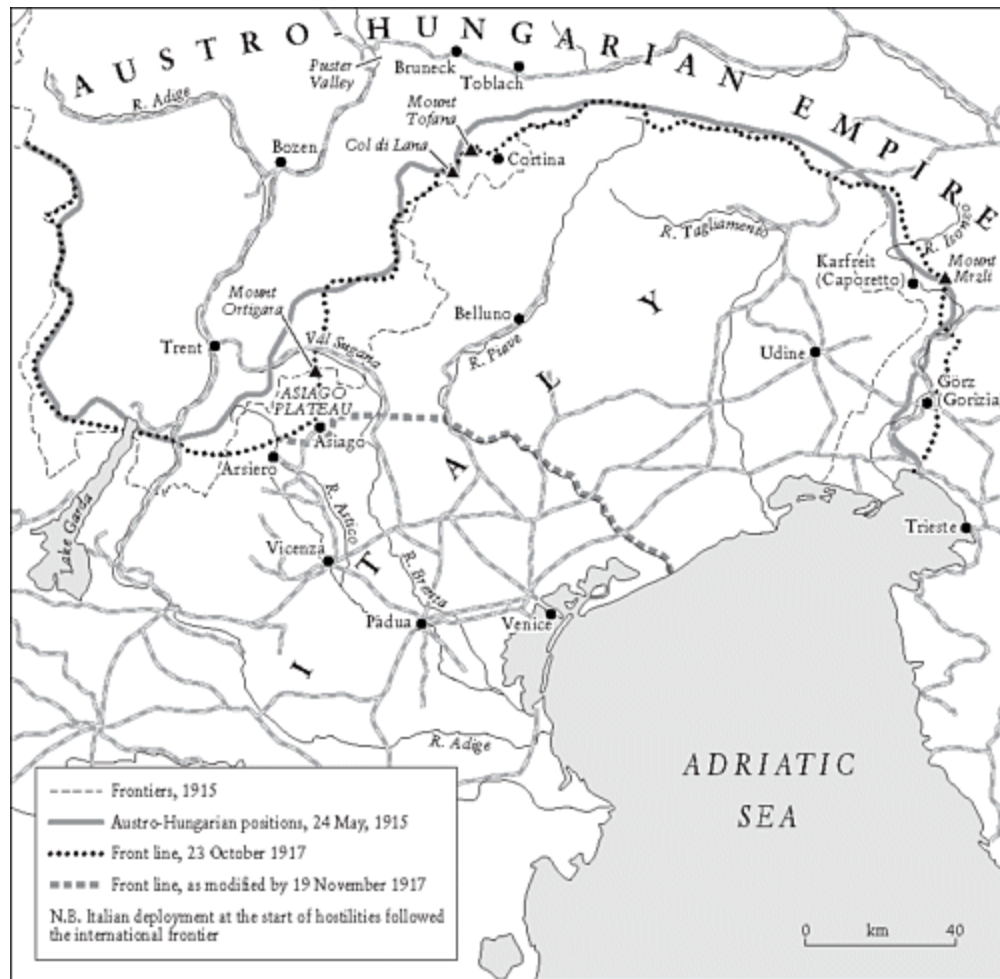 AUSTRO-HUNGARIAN EMPIRE
Puster
Valley
Bruneck
Toblach
R. Adige
Mount
Tofana
Bozen
Col di Lana
Cortina
R. Tagliamento
R. Isonzo
Karfreit
(Caporetto)
Mount
Mrzli
Mount
Ortigara
Belluno
R. Piave
Trent
Val Sugana
Udine
ASIAGO
PLATEAU
Görz
(Gorizia
Asiago
Arsiero
ITALY
Lake Garda
R. Astico
Trieste
Vicenza
R. Brenta
Padua
Venice
R. Adige
ADRIATIC
SEA
Frontiers, 1915
Austro-Hungarian positions, 24 May, 1915
Front line, 23 October 1917
Front line, as modified by 19 November 1917
N.B. Italian deployment at the start of hostilities followed
the international frontier
0 km 40